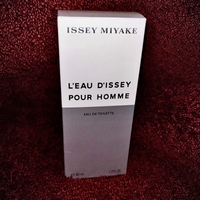 ISSEY MIYAKE
L'EAU D'ISSEY
POUR HOMME
EAU DE TOILETTE